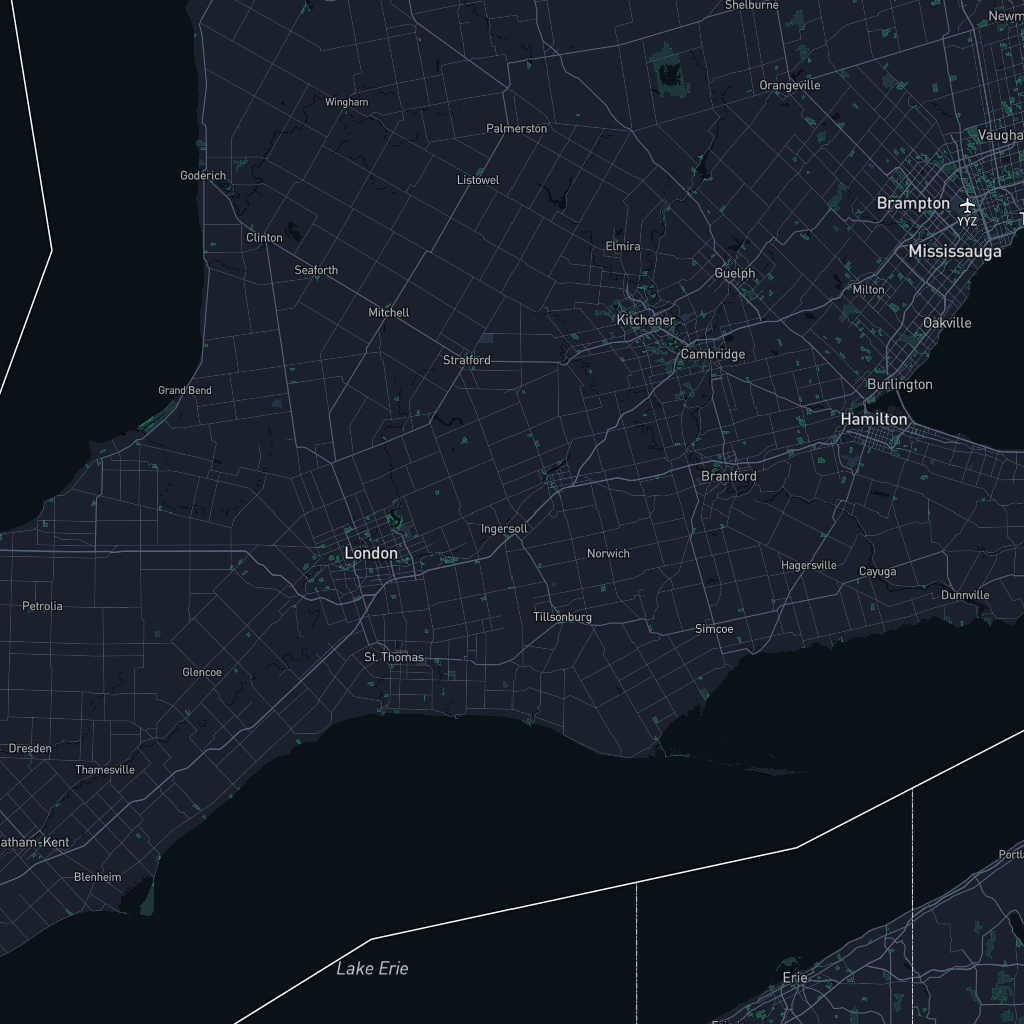 Shelburne
Newm
Orangeville
Wingham
Palmerston
Vaugha
Goderich
Listowel
Brampton
YYZ
T
Clinton
Elmira
Mississauga
Seaforth
Guelph
Milton
Mitchell
Kitchener
Oakville
Stratford
Cambridge
Grand Bend
Burlington
Hamilton
Brantford
Ingersoll
London
Norwich
Hagersville
Cayuga
Petrolia
Dunnville
Tillsonburg
Simcoe
St. Thomas
Glencoe
Dresden
Thamesville
atham-Kent
Portla
Blenheim
Lake Erie
Erie